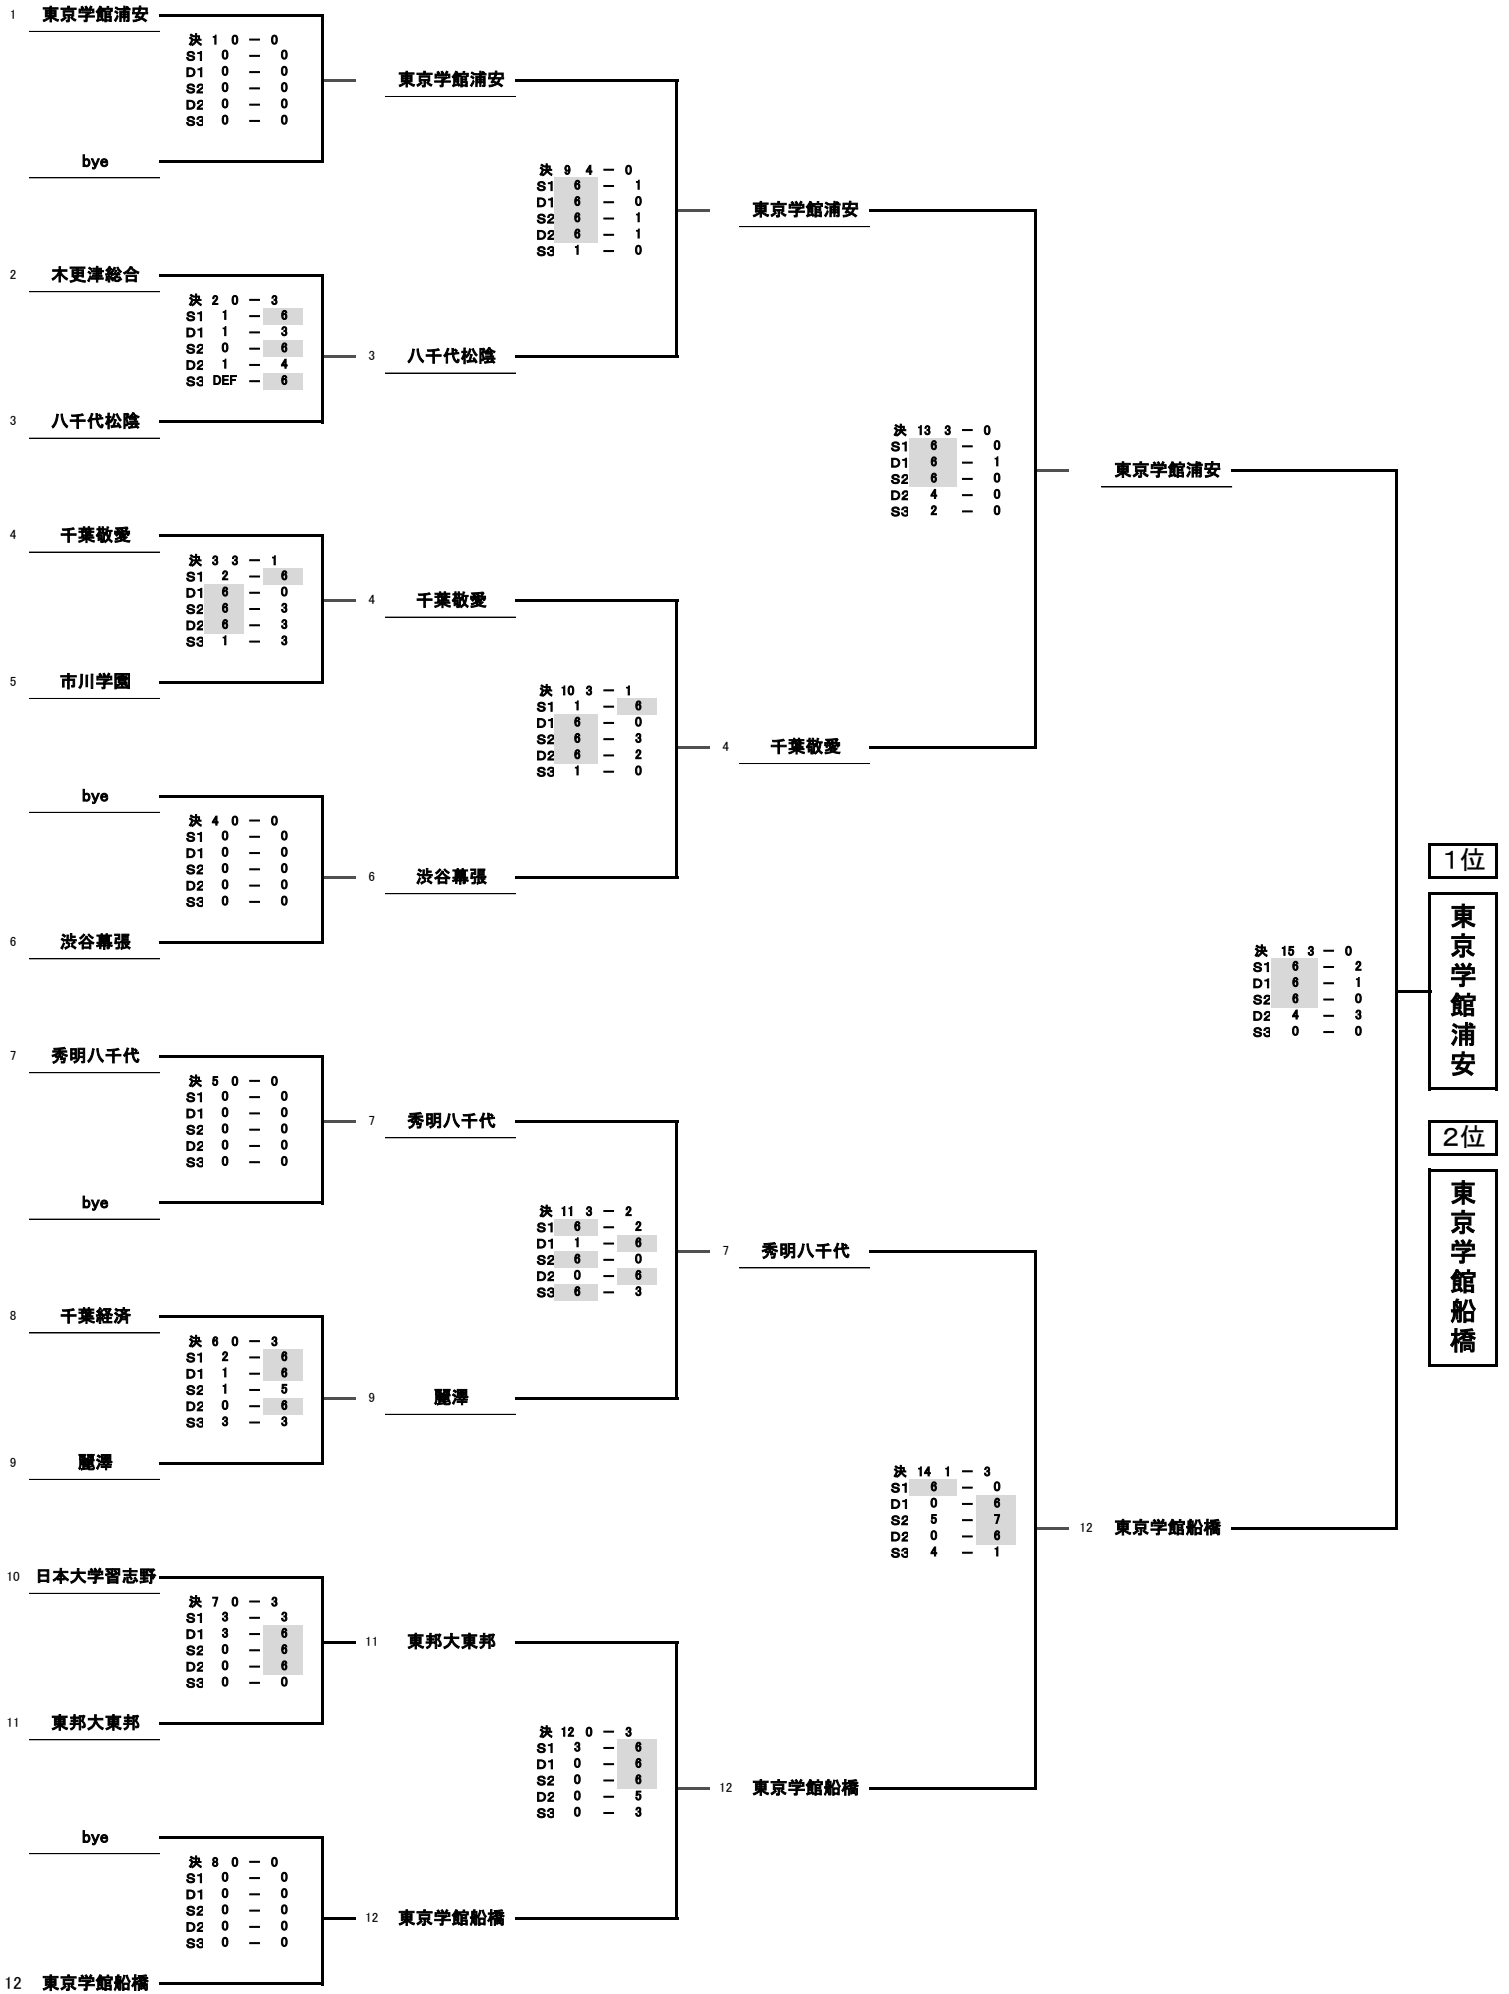 1 東京学館浦安
決 1 0 － 0
S1 0 － 0
D1 0 － 0
S2 0 － 0
D2 0 － 0
S3 0 － 0
bye
2 木更津総合
決 2 0 － 3
S1 1 － 6
D1 1 － 3
S2 0 － 6
D2 1 － 4
S3 DEF － 6
3 八千代松陰
4 千葉敬愛
決 3 3 － 1
S1 2 － 6
D1 6 － 0
S2 6 － 3
D2 6 － 3
S3 1 － 3
5 市川学園
bye
決 4 0 － 0
S1 0 － 0
D1 0 － 0
S2 0 － 0
D2 0 － 0
S3 0 － 0
6 渋谷幕張
7 秀明八千代
決 5 0 － 0
S1 0 － 0
D1 0 － 0
S2 0 － 0
D2 0 － 0
S3 0 － 0
bye
8 千葉経済
決 6 0 － 3
S1 2 － 6
D1 1 － 6
S2 1 － 5
D2 0 － 6
S3 3 － 3
9 麗澤
10 日本大学習志野
決 7 0 － 3
S1 3 － 3
D1 3 － 6
S2 0 － 6
D2 0 － 6
S3 0 － 0
11 東邦大東邦
bye
決 8 0 － 0
S1 0 － 0
D1 0 － 0
S2 0 － 0
D2 0 － 0
S3 0 － 0
12 東京学館船橋
東京学館浦安
決 9 4 － 0
S1 6 － 1
D1 6 － 0
S2 6 － 1
D2 6 － 1
S3 1 － 0
3 八千代松陰
4 千葉敬愛
決 10 3 － 1
S1 1 － 6
D1 6 － 0
S2 6 － 3
D2 6 － 2
S3 1 － 0
6 渋谷幕張
7 秀明八千代
決 11 3 － 2
S1 6 － 2
D1 1 － 6
S2 6 － 0
D2 0 － 6
S3 6 － 3
9 麗澤
11 東邦大東邦
決 12 0 － 3
S1 3 － 6
D1 0 － 6
S2 0 － 6
D2 0 － 5
S3 0 － 3
12 東京学館船橋
東京学館浦安
決 13 3 － 0
S1 6 － 0
D1 6 － 1
S2 6 － 0
D2 4 － 0
S3 2 － 0
4 千葉敬愛
7 秀明八千代
決 14 1 － 3
S1 6 － 0
D1 0 － 6
S2 5 － 7
D2 0 － 6
S3 4 － 1
12 東京学館船橋
東京学館浦安
決 15 3 － 0
S1 6 － 2
D1 6 － 1
S2 6 － 0
D2 4 － 3
S3 0 － 0
12 東京学館船橋
１位
東京学館浦安
２位
東京学館船橋